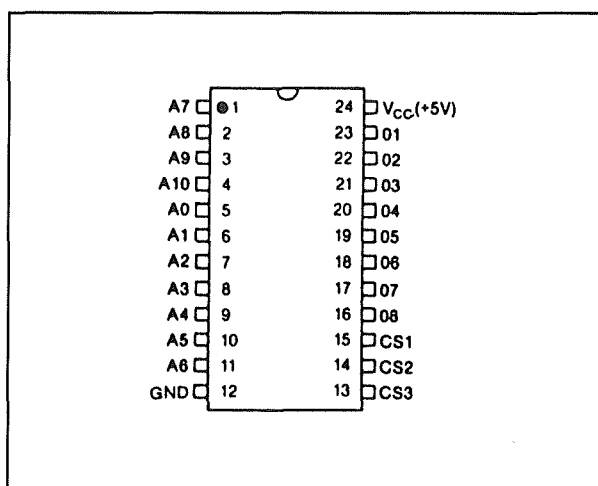 A7 1 24 VCC(+5V)
A8 2 23 01
A9 3 22 02
A10 4 21 03
A0 5 20 04
A1 6 19 05
A2 7 18 06
A3 8 17 07
A4 9 16 08
A5 10 15 CS1
A6 11 14 CS2
GND 12 13 CS3